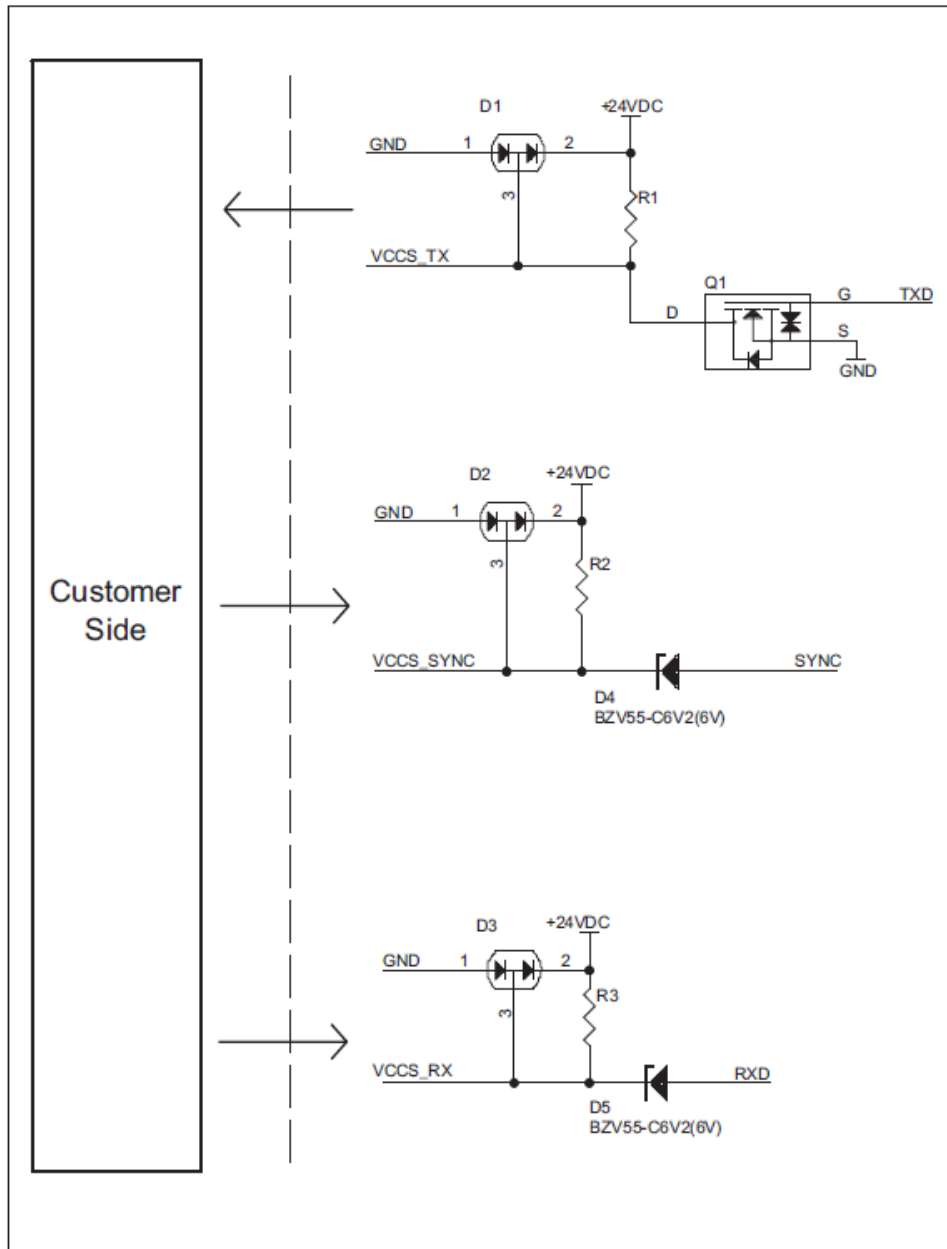 D1
+24VDC
GND
1
2
3
R1
VCCS_TX
Q1
G
TXD
D
S
GND
D2
+24VDC
GND
1
2
3
R2
Customer
Side
VCCS_SYNC
SYNC
D4
BZV55-C6V2(6V)
D3
+24VDC
GND
1
2
3
R3
VCCS_RX
RXD
D5
BZV55-C6V2(6V)